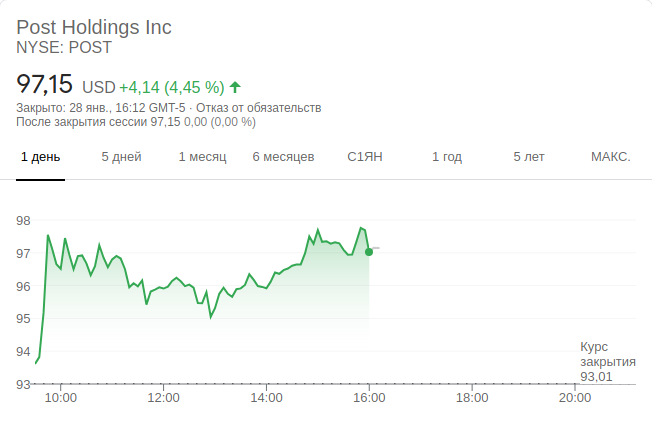 Post Holdings Inc
NYSE: POST
97,15 USD +4,14 (4,45 %)
Закрыто: 28 янв., 16:12 GMT-5 · Отказ от обязательств
После закрытия сессии 97,15 0,00 (0,00 %)
1 день 5 дней 1 месяц 6 месяцев С1ЯН 1 год 5 лет МАКС.
98
97
96
95
94
93
Курс
закрытия
93,01
10:00 12:00 14:00 16:00 18:00 20:00